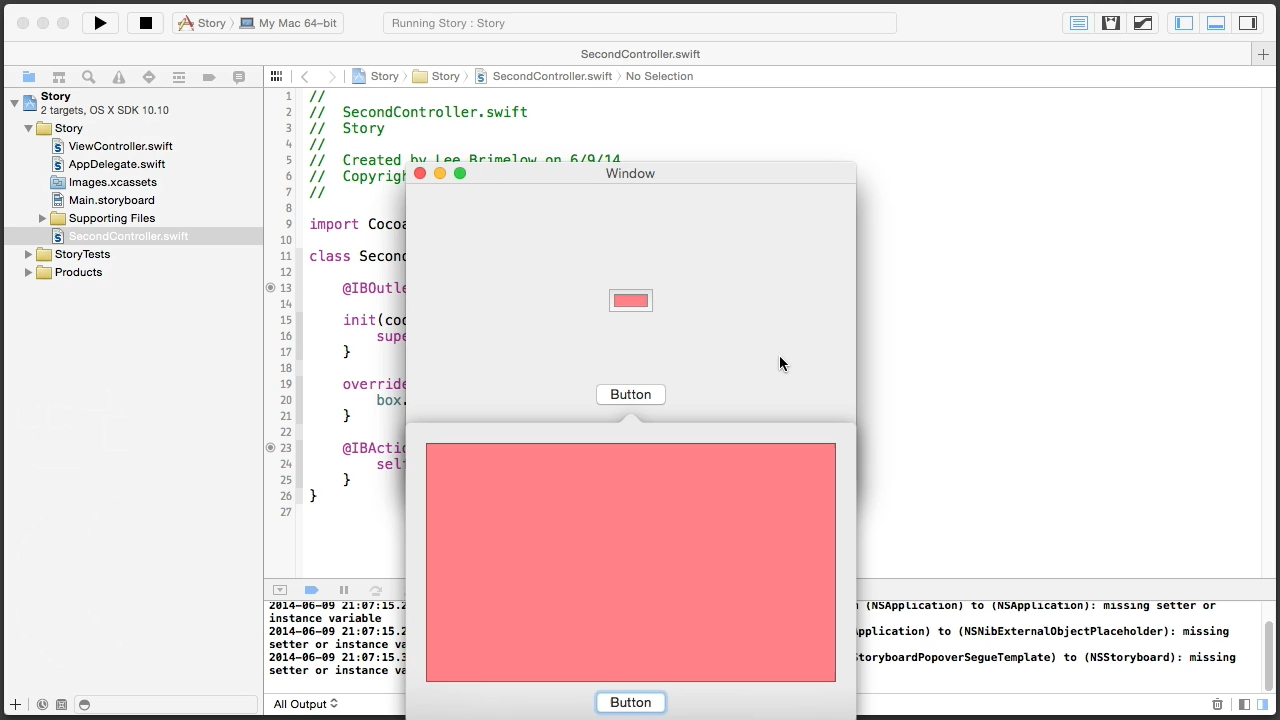 Story
My Mac 64-bit
Running Story : Story
SecondController.swift
Story
Story
SecondController.swift
No Selection
Story
2 targets, OS X SDK 10.10
Story
ViewController.swift
AppDelegate.swift
Images.xcassets
Main.storyboard
Supporting Files
SecondController.swift
StoryTests
Products
1 //
2 // SecondController.swift
3 // Story
4 //
5 // Created by Lee Brimelow on 6/9/14
6 // Copyrigh
7 //
8
9 import Cocoa
10
11 class Second
12
13 @IBOutle
14
15 init(cod
16 supe
17 }
18
19 override
20 box.
21 }
22
23 @IBActio
24 self
25 }
26 }
27
Window
Button
Button
2014-06-09 21:07:15.2 (NSApplication) to (NSApplication): missing setter or
instance variable
2014-06-09 21:07:15.2 pplication) to (NSNibExternalObjectPlaceholder): missing
setter or instance va
2014-06-09 21:07:15.3 toryboardPopoverSegueTemplate) to (NSStoryboard): missing
setter or instance va
All Output